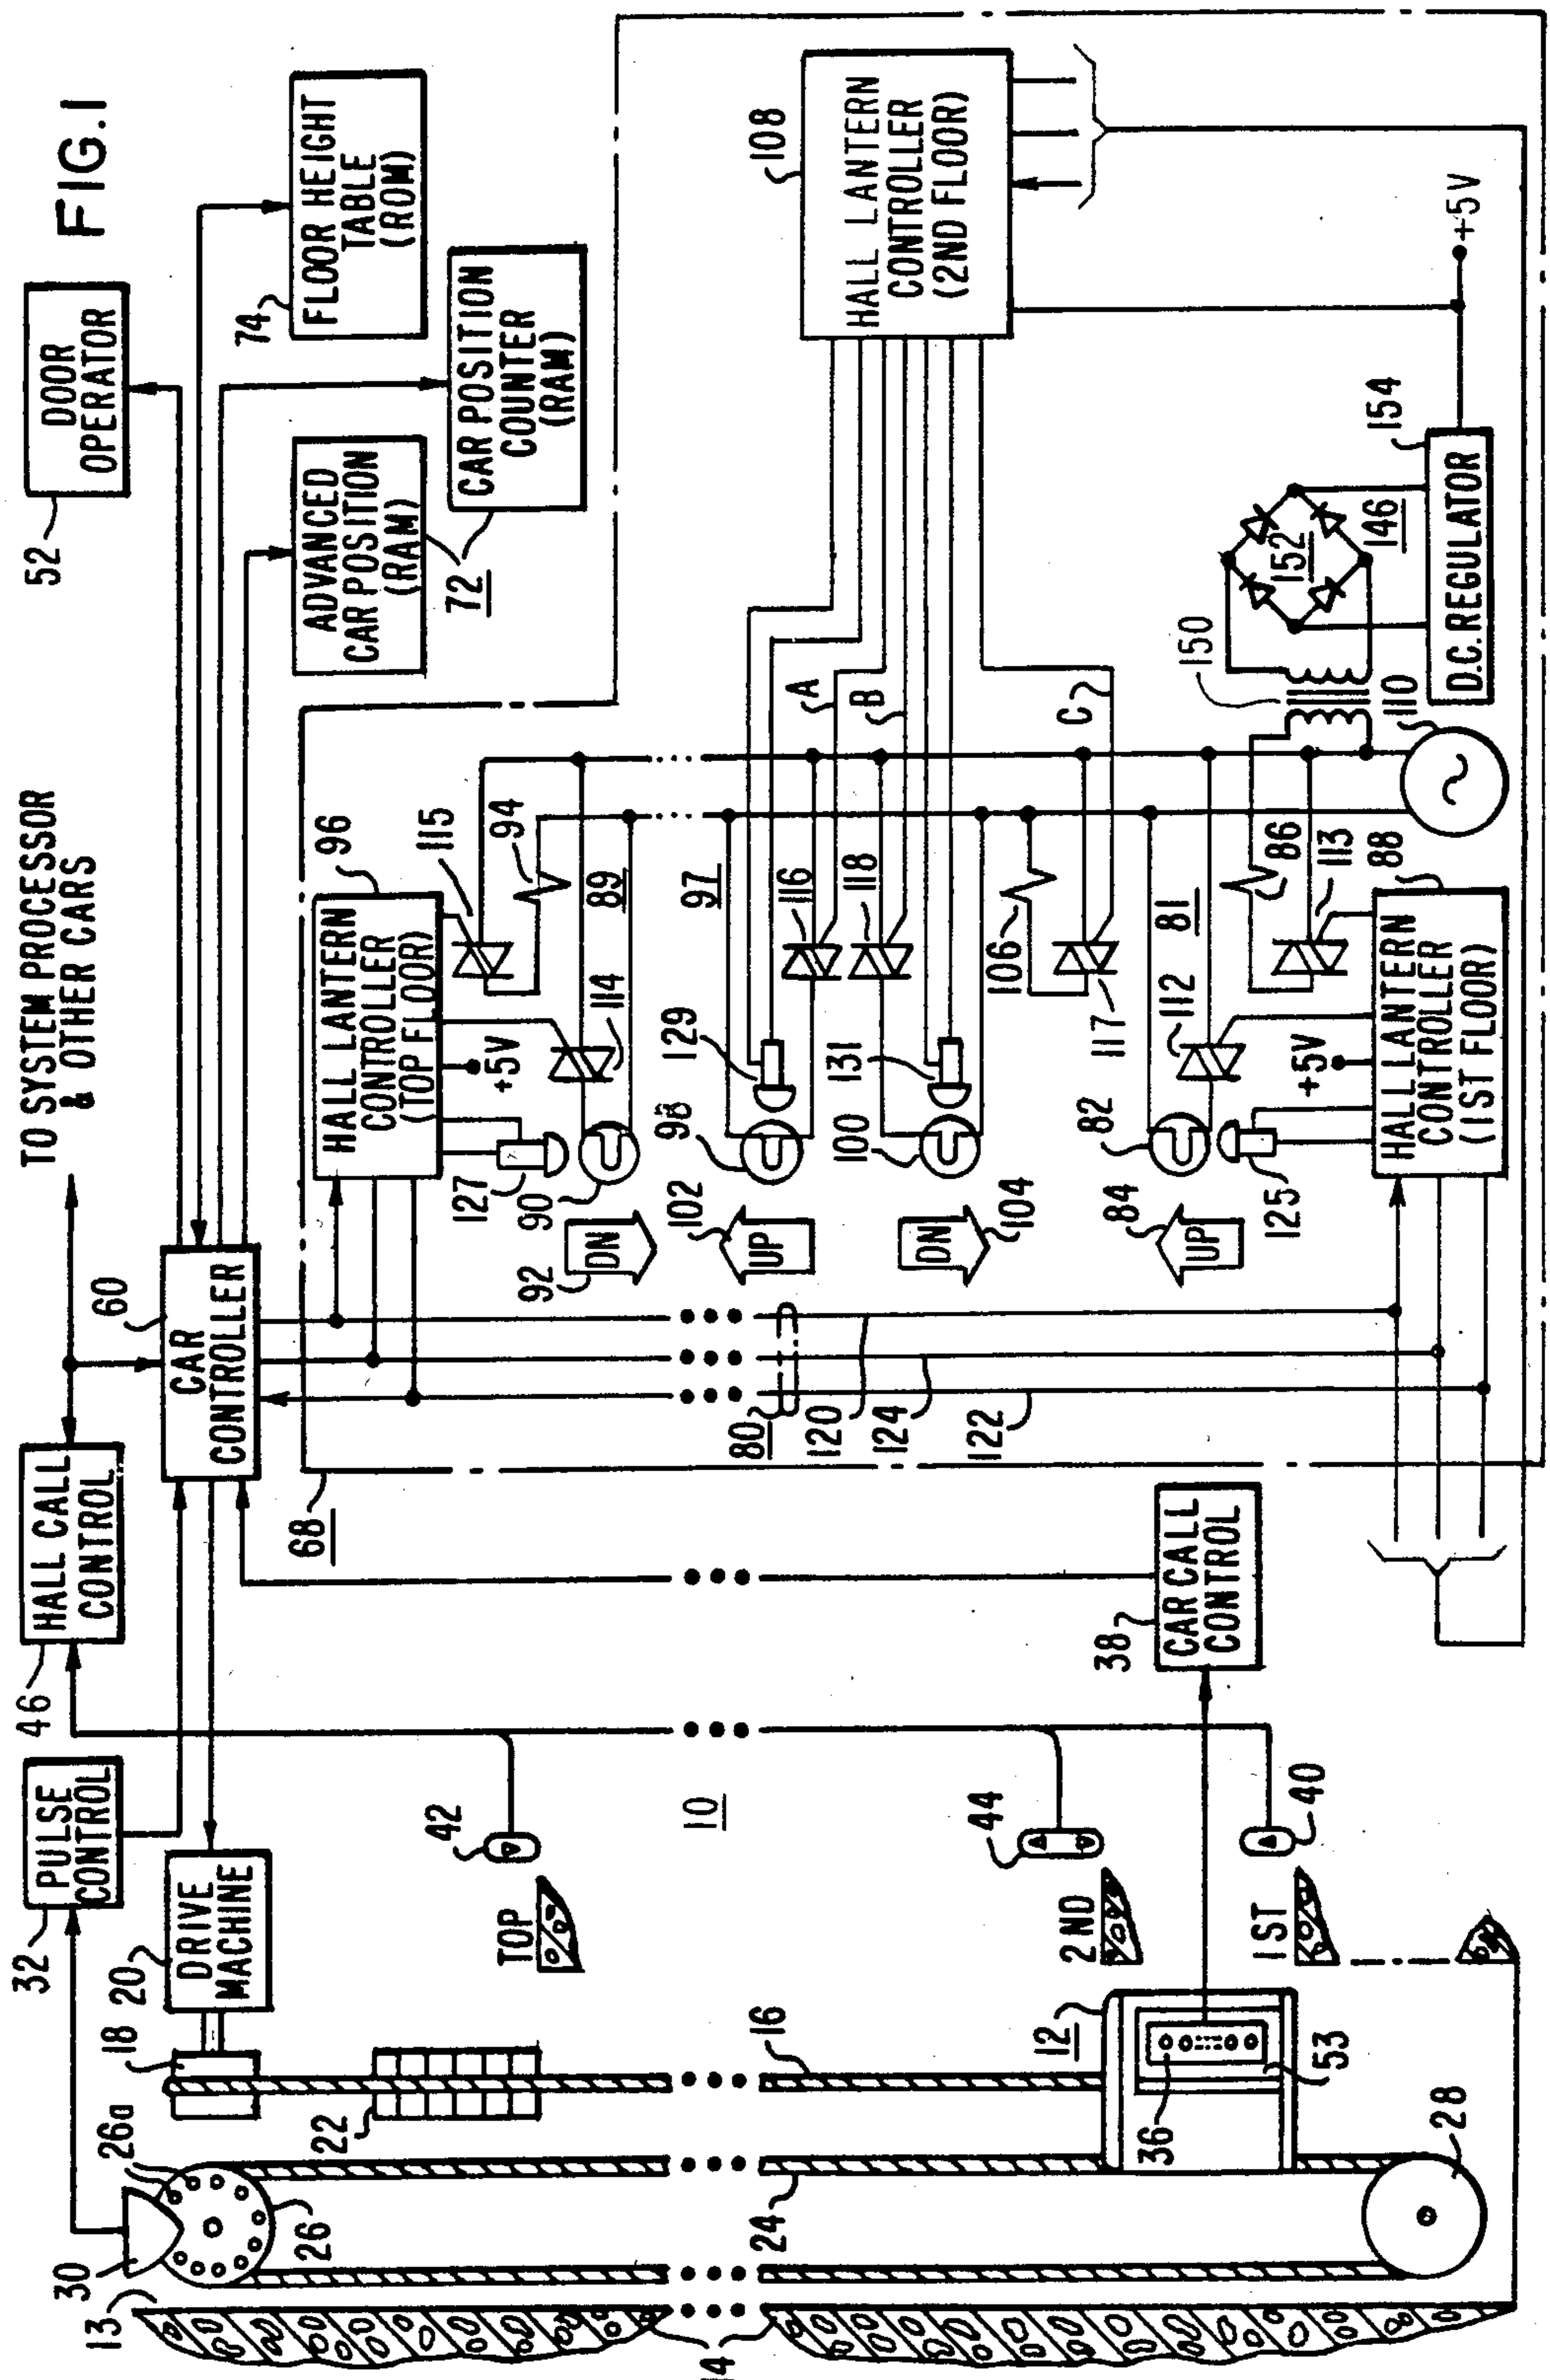 FIG.1
TO SYSTEM PROCESSOR
& OTHER CARS
52
DOOR
OPERATOR
74
FLOOR HEIGHT
TABLE
(ROM)
ADVANCED
CAR POSITION
(RAM)
72
CAR POSITION
COUNTER
(RAM)
60
CAR
CONTROLLER
46
HALL CALL
CONTROL
32
PULSE
CONTROL
20
DRIVE
MACHINE
18
26a
30
13
26
22
14
24
16
12
36
53
28
TOP
42
10
2ND
44
1ST
40
38
CAR CALL
CONTROL
68
HALL LANTERN
CONTROLLER
(TOP FLOOR)
96
115
94
+5V
114
89
127
90
92
DN
97
98
129
116
118
102
UP
A
B
C
100
131
104
DN
106
117
112
81
82
84
UP
125
+5V
86
113
88
HALL LANTERN
CONTROLLER
(1ST FLOOR)
80
120
124
122
108
HALL LANTERN
CONTROLLER
(2ND FLOOR)
+5V
150
152
146
154
D.C. REGULATOR
110